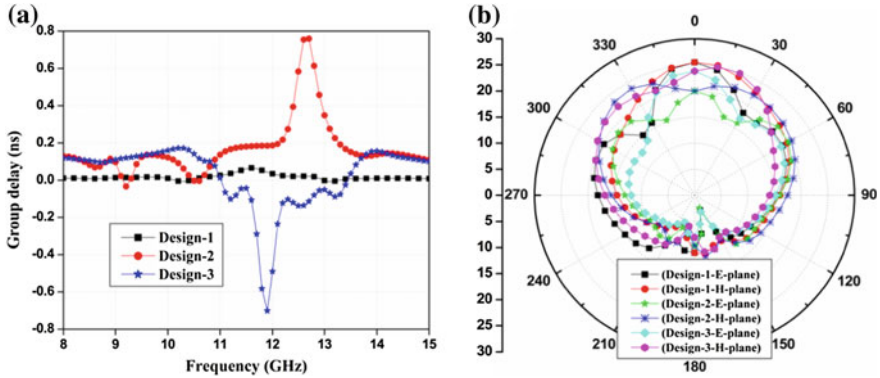 (a)
0.8
0.6
0.4
0.2
0.0
-0.2
-0.4
-0.6
-0.8
Group delay (ns)
Design-1
Design-2
Design-3
8 9 10 11 12 13 14 15
Frequency (GHz)
(b)
30
25
20
15
10
5
0
5
10
15
20
25
30
0
30
60
90
120
150
180
210
240
270
300
330
(Design-1-E-plane)
(Design-1-H-plane)
(Design-2-E-plane)
(Design-2-H-plane)
(Design-3-E-plane)
(Design-3-H-plane)